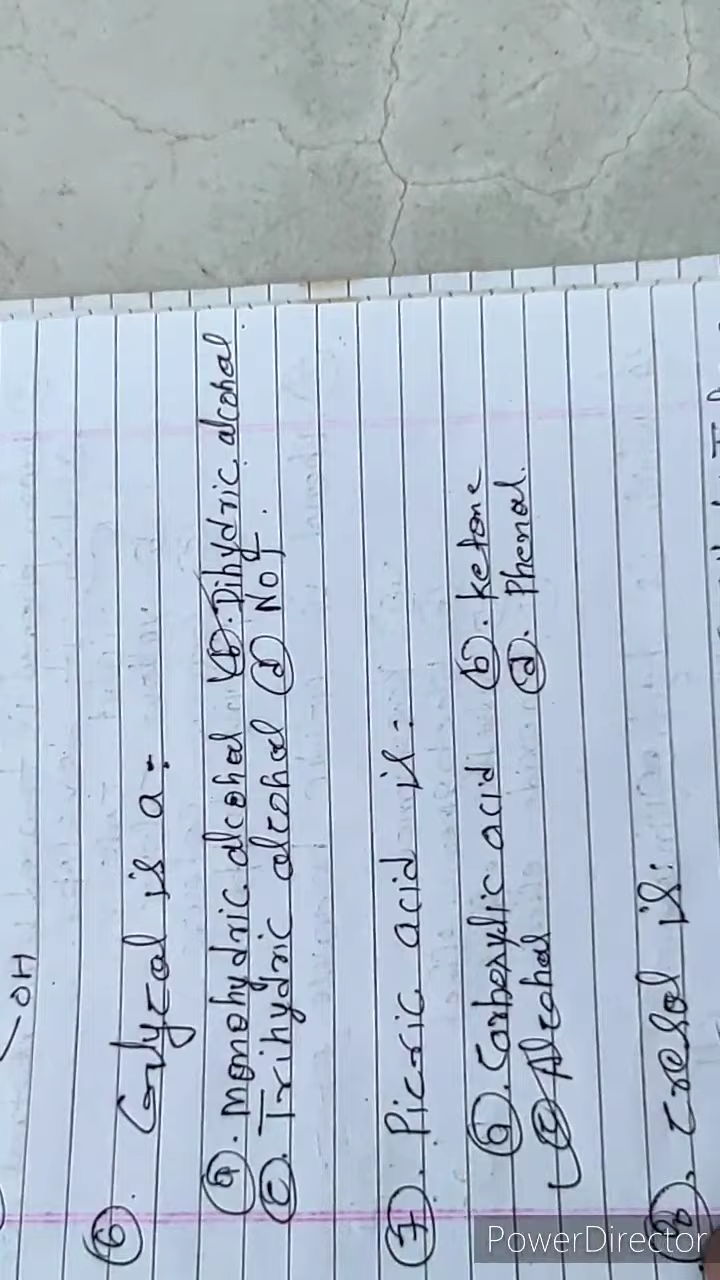 OH
6. Glycol is a:
a. monohydric alcohol b. Dihydric alcohol
c. Trihydric alcohol d NOT.
7. Picric acid is:
a. Carboxylic acid b. ketone
c Alcohol d. Phenol.
8. cresol is:
PowerDirector